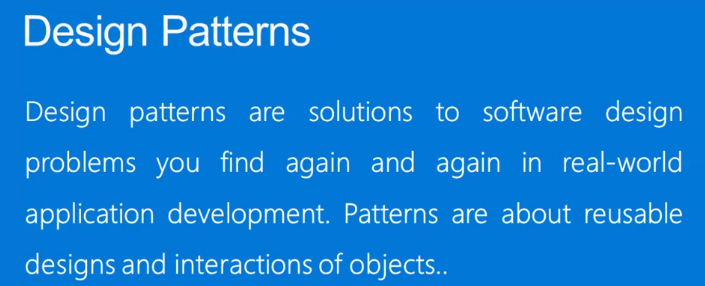 Design Patterns
Design patterns are solutions to software design
problems you find again and again in real-world
application development. Patterns are about reusable
designs and interactions of objects..